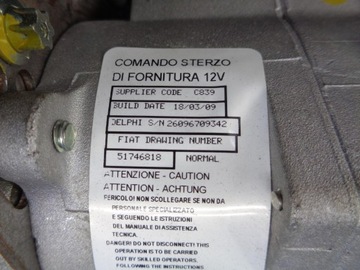 COMANDO STERZO
DI FORNITURA 12V
SUPPLIER CODE. C839
BUILD DATE 18/03/09
DELPHI S/N 26096709342
FIAT DRAWING NUMBER
51746818 NORMAL
ATTENZIONE - CAUTION
ATTENTION - ACHTUNG
PERICOLO! NON SCOLLEGARE SE NON DA
PERSONALE SPECIALIZZATO
E SEGUENDO LE ISTRUZIONI
DEL MANUALE DI ASSISTENZA
TECNICA.
DANGER! DO NOT DISCONNECT! THIS
OPERATION MUST BE CARRIED OUT
BY SKILLED OPERATORS.
FOLLOWING THE INSTRUCTIONS